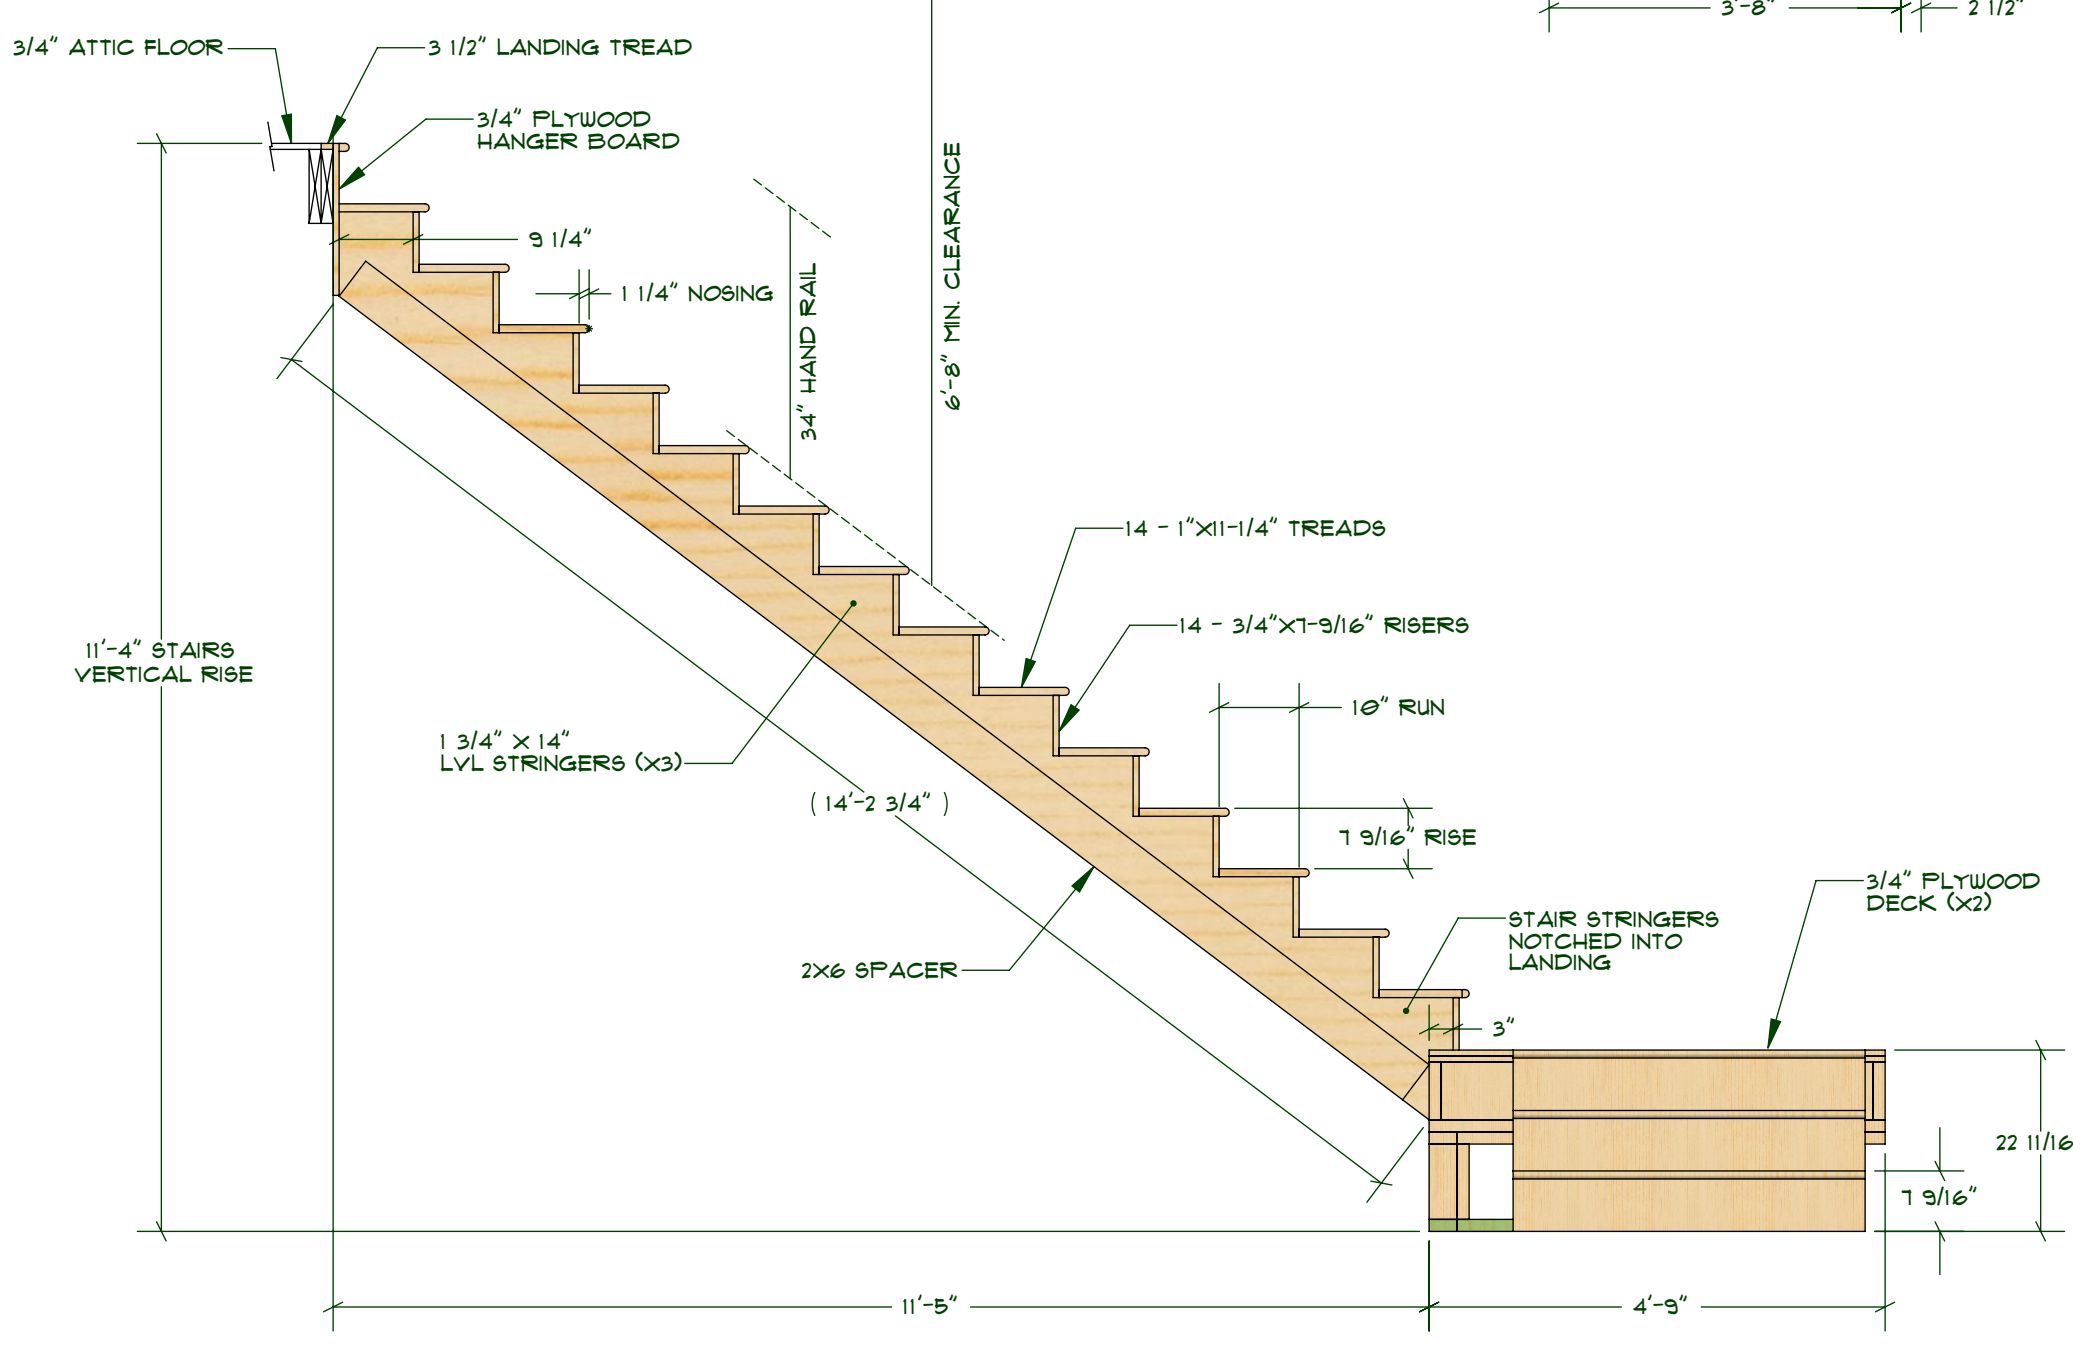 3'-8"
2 1/2"
3/4" ATTIC FLOOR
3 1/2" LANDING TREAD
3/4" PLYWOOD
HANGER BOARD
9 1/4"
1 1/4" NOSING
34" HAND RAIL
6'-8" MIN. CLEARANCE
14 - 1"X11-1/4" TREADS
14 - 3/4"X7-9/16" RISERS
11'-4" STAIRS
VERTICAL RISE
10" RUN
1 3/4" X 14"
LVL STRINGERS (X3)
( 14'-2 3/4" )
7 9/16" RISE
3/4" PLYWOOD
DECK (X2)
STAIR STRINGERS
NOTCHED INTO
LANDING
2X6 SPACER
3"
22 11/16
7 9/16"
11'-5"
4'-9"